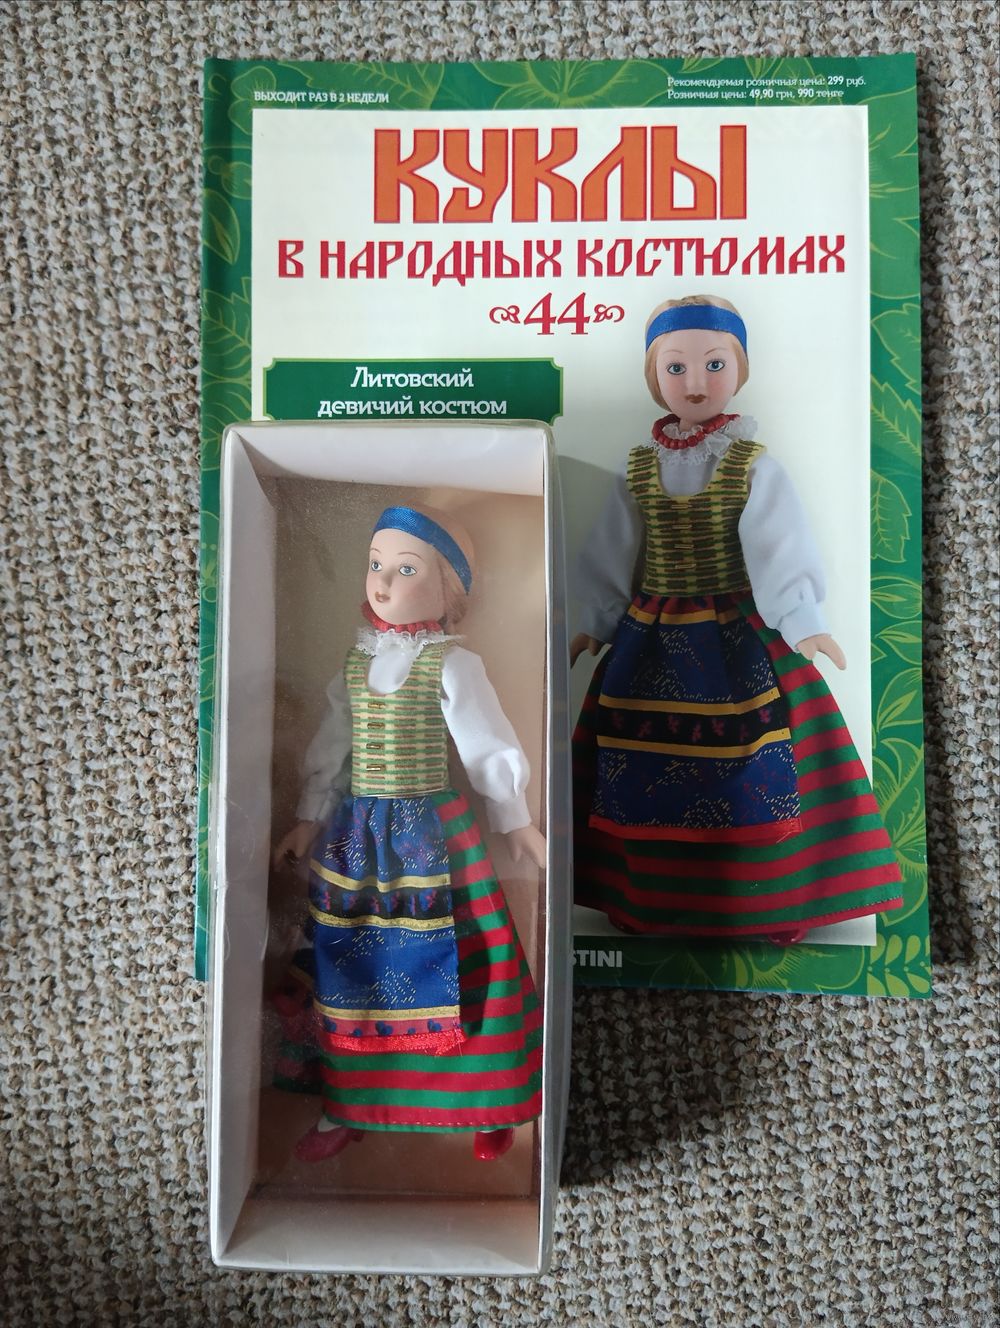 ВЫХОДИТ РАЗ В 2 НЕДЕЛИ
Рекомендуемая розничная цена: 299 руб.
Розничная цена: 49,90 грн, 990 тенге
КУКЛЫ
В НАРОДНЫХ КОСТЮМАХ
44
Литовский
девичий костюм
STINI